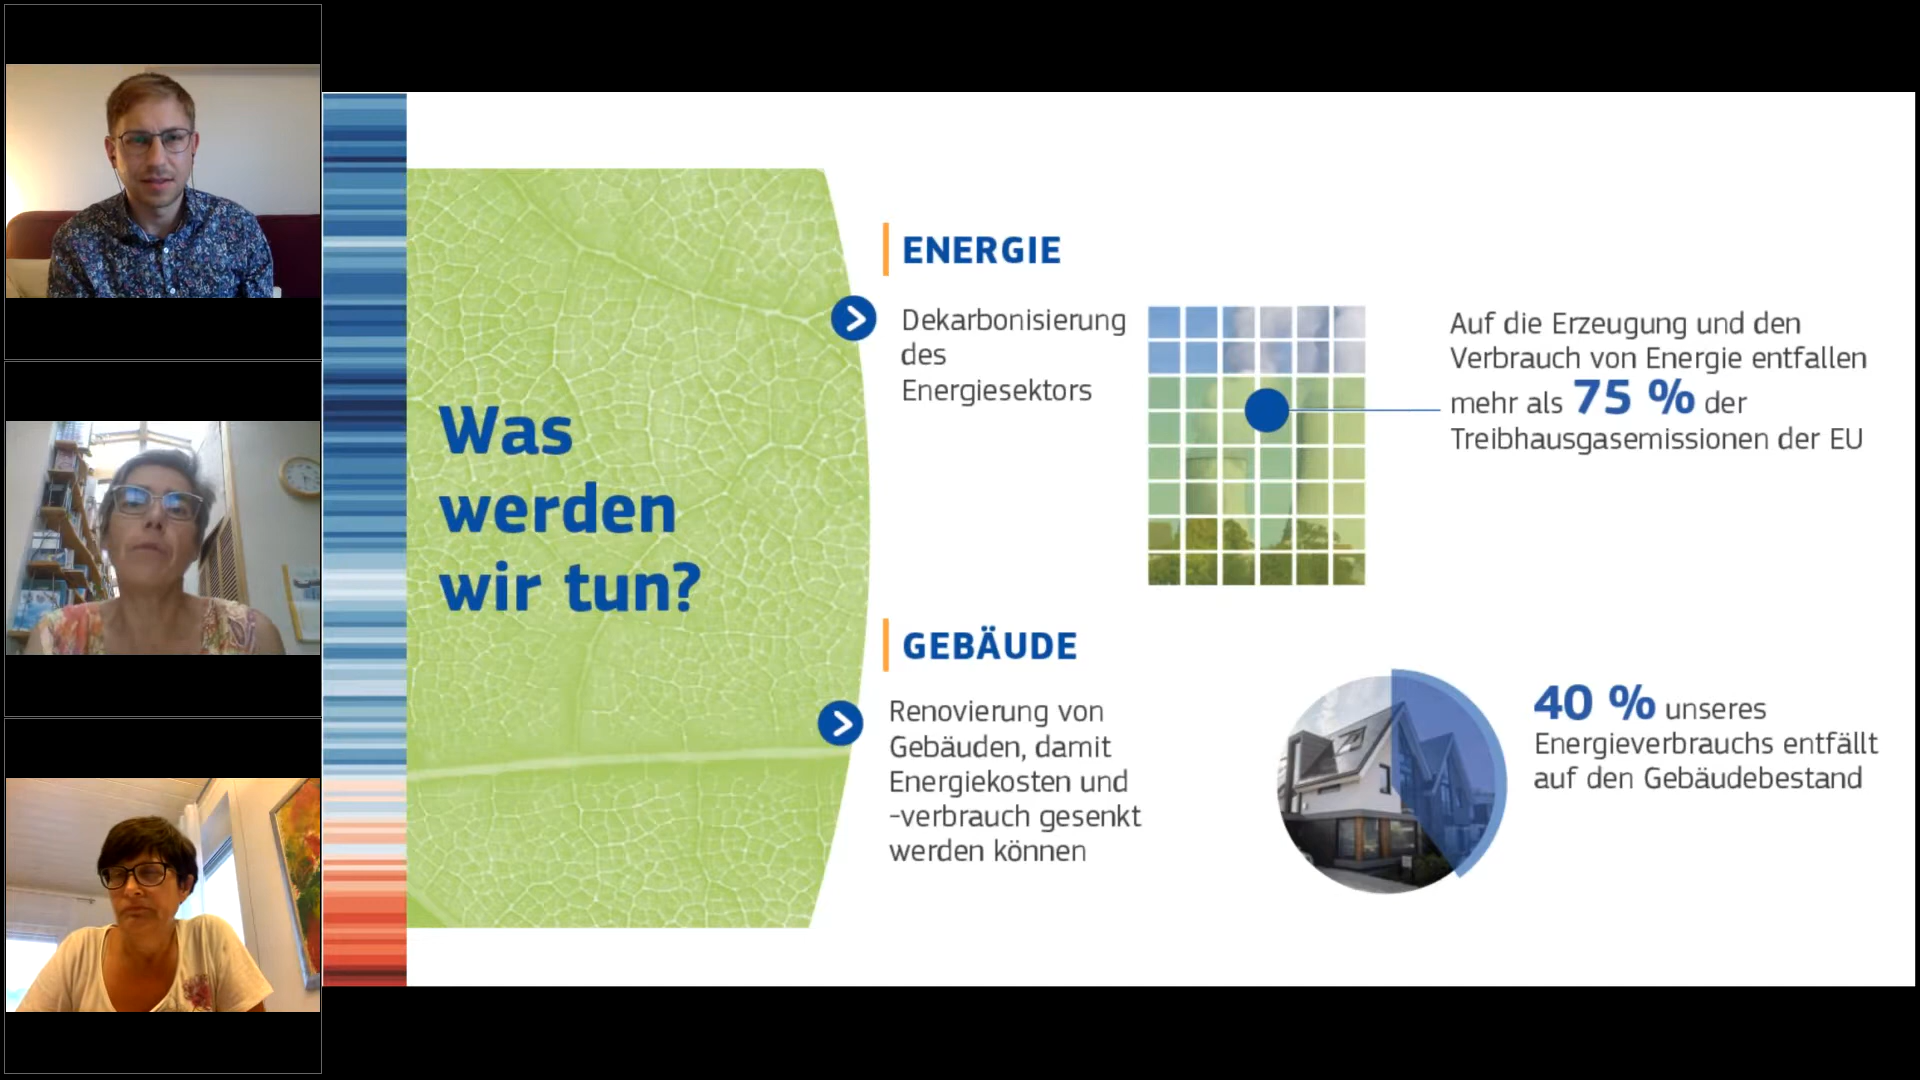 Was
werden
wir tun?
ENERGIE
Dekarbonisierung
des
Energiesektors
Auf die Erzeugung und den
Verbrauch von Energie entfallen
mehr als 75 % der
Treibhausgasemissionen der EU
GEBÄUDE
Renovierung von
Gebäuden, damit
Energiekosten und
-verbrauch gesenkt
werden können
40 % unseres
Energieverbrauchs entfällt
auf den Gebäudebestand